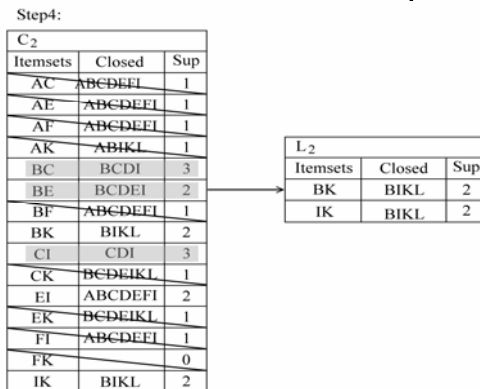 Step4:
C2
Itemsets Closed Sup
AC ABCDEFI 1
AE ABCDEFI 1
AF ABCDEFI 1
AK ABIKL 1
BC BCDI 3
BE BCDEI 2
BF ABCDEFI 1
BK BIKL 2
CI CDI 3
CK BCDEIKL 1
EI ABCDEFI 2
EK BCDEIKL 1
FI ABCDEFI 1
FK 0
IK BIKL 2
L2
Itemsets Closed Sup
BK BIKL 2
IK BIKL 2